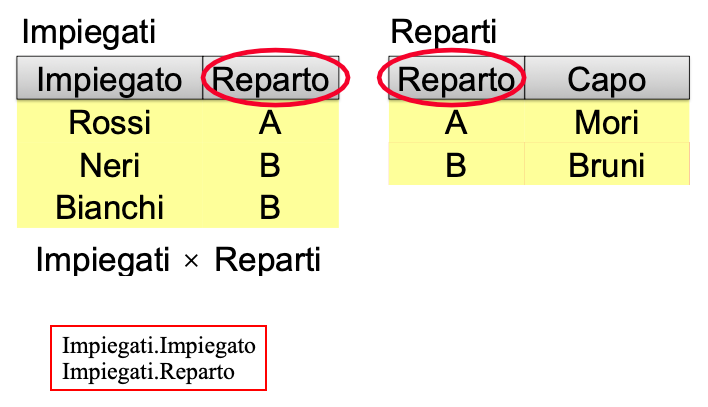 Impiegati
Impiegato Reparto
Rossi A
Neri B
Bianchi B
Reparti
Reparto Capo
A Mori
B Bruni
Impiegati × Reparti
Impiegati.Impiegato
Impiegati.Reparto